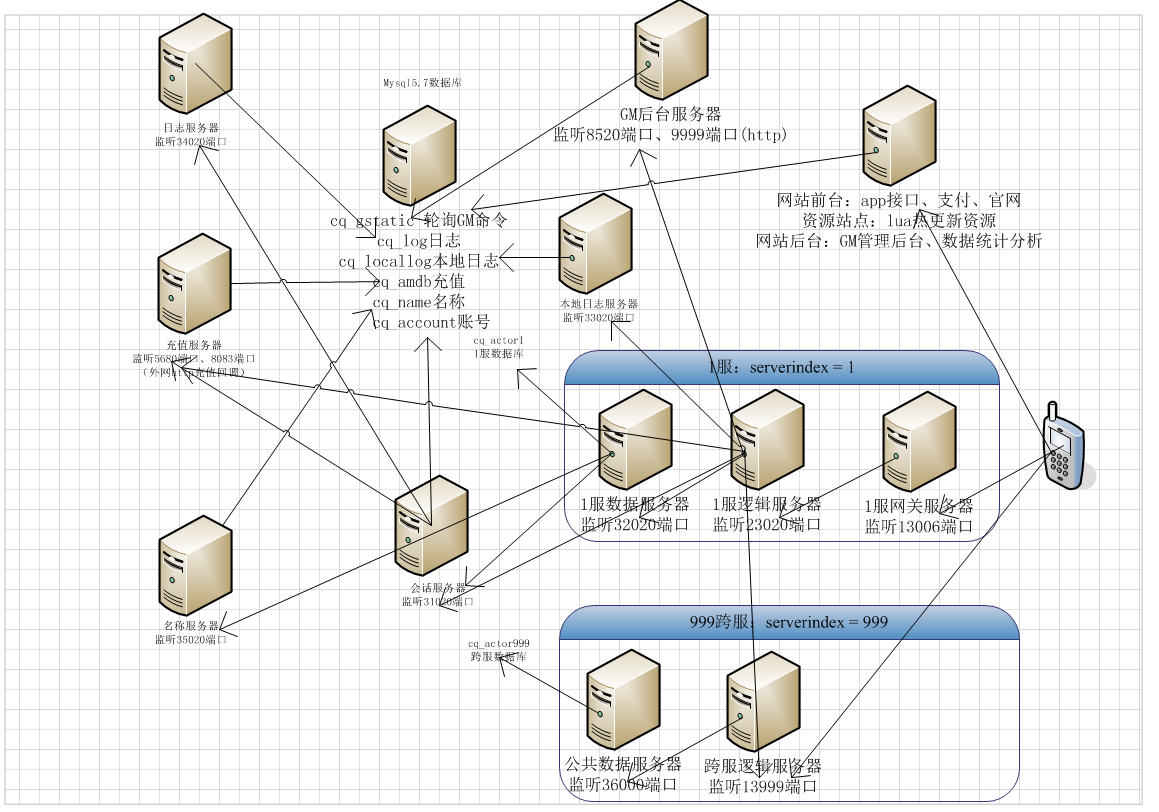 Mysql5.7数据库
日志服务器
监听34020端口
GM后台服务器
监听8520端口、9999端口(http)
网站前台：app接口、支付、官网
资源站点：lua热更新资源
网站后台：GM管理后台、数据统计分析
cq_gstatic 轮询GM命令
cq_log日志
cq_locallog本地日志
cq_amdb充值
cq_name名称
cq_account账号
本地日志服务器
监听33020端口
充值服务器
监听5680端口、8083端口
（外网http充值回调）
cq_actor1
1服数据库
1服：serverindex = 1
1服数据服务器
监听32020端口
1服逻辑服务器
监听23020端口
1服网关服务器
监听13006端口
会话服务器
监听31020端口
名称服务器
监听35020端口
999跨服：serverindex = 999
cq_actor999
跨服数据库
公共数据服务器
监听36000端口
跨服逻辑服务器
监听13999端口